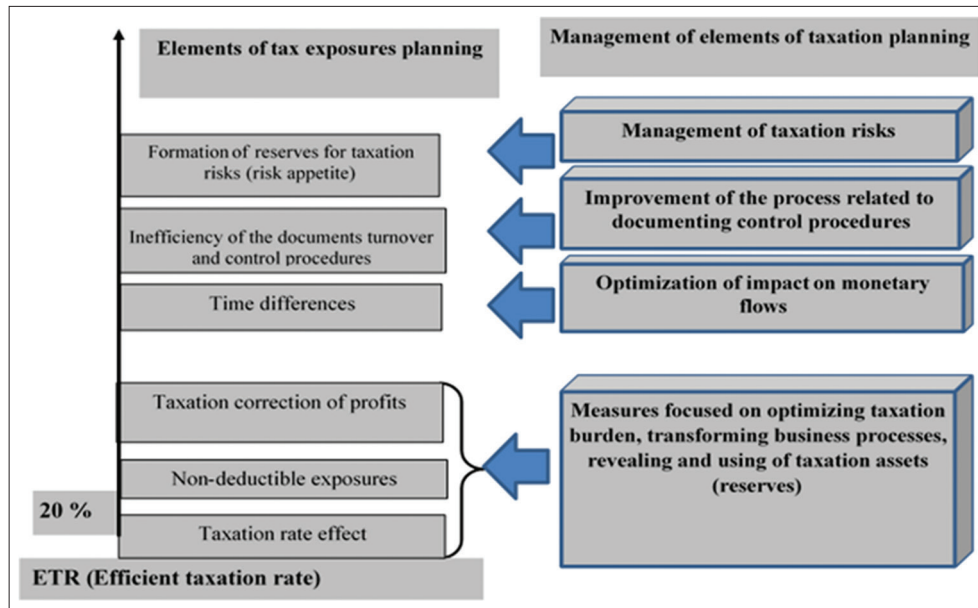 Elements of tax exposures planning
Management of elements of taxation planning
Formation of reserves for taxation
risks (risk appetite)
Management of taxation risks
Inefficiency of the documents turnover
and control procedures
Improvement of the process related to
documenting control procedures
Time differences
Optimization of impact on monetary
flows
Taxation correction of profits
Non-deductible exposures
Taxation rate effect
Measures focused on optimizing taxation
burden, transforming business processes,
revealing and using of taxation assets
(reserves)
20 %
ETR (Efficient taxation rate)